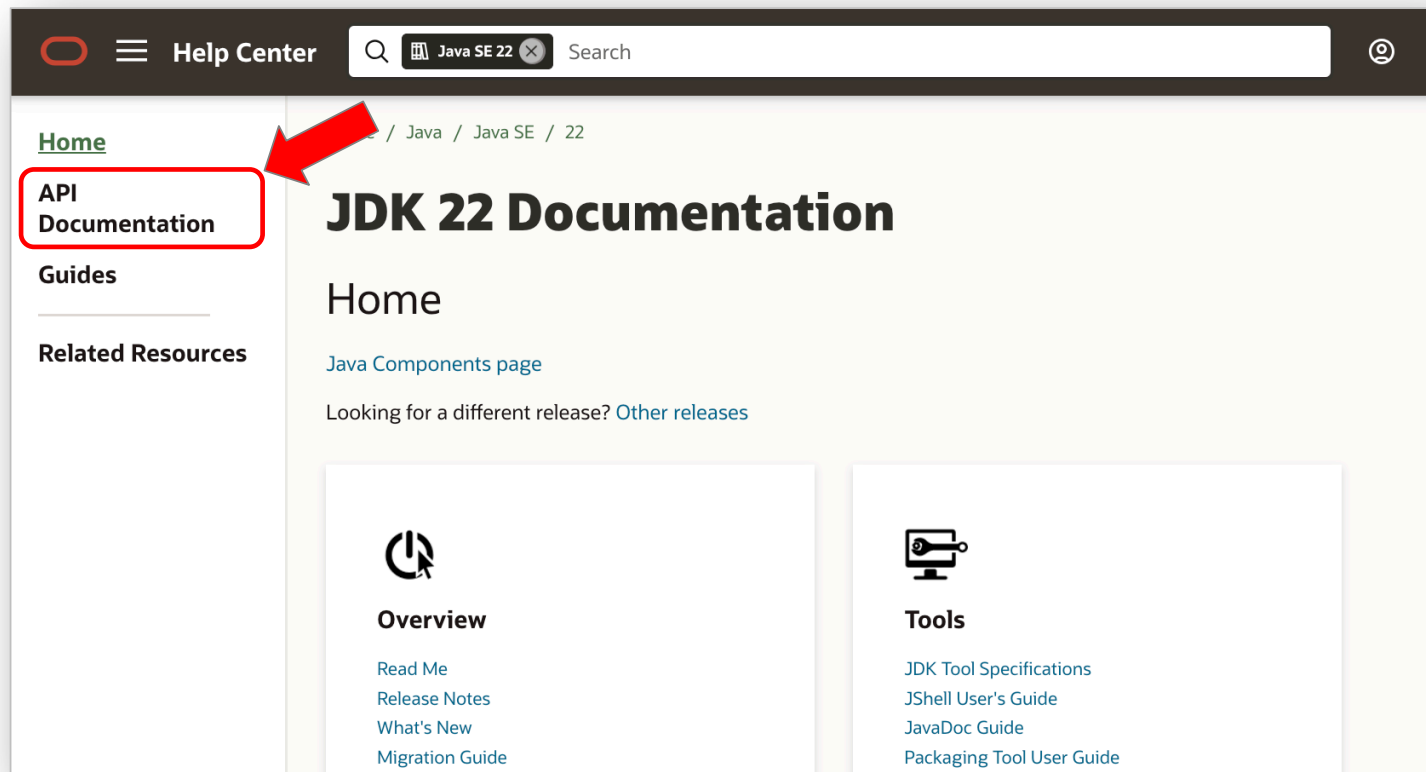 Help Center
Java SE 22
Search
Home
API
Documentation
Guides
Related Resources
/ Java / Java SE / 22
JDK 22 Documentation
Home
Java Components page
Looking for a different release? Other releases
Overview
Read Me
Release Notes
What's New
Migration Guide
Tools
JDK Tool Specifications
JShell User's Guide
JavaDoc Guide
Packaging Tool User Guide